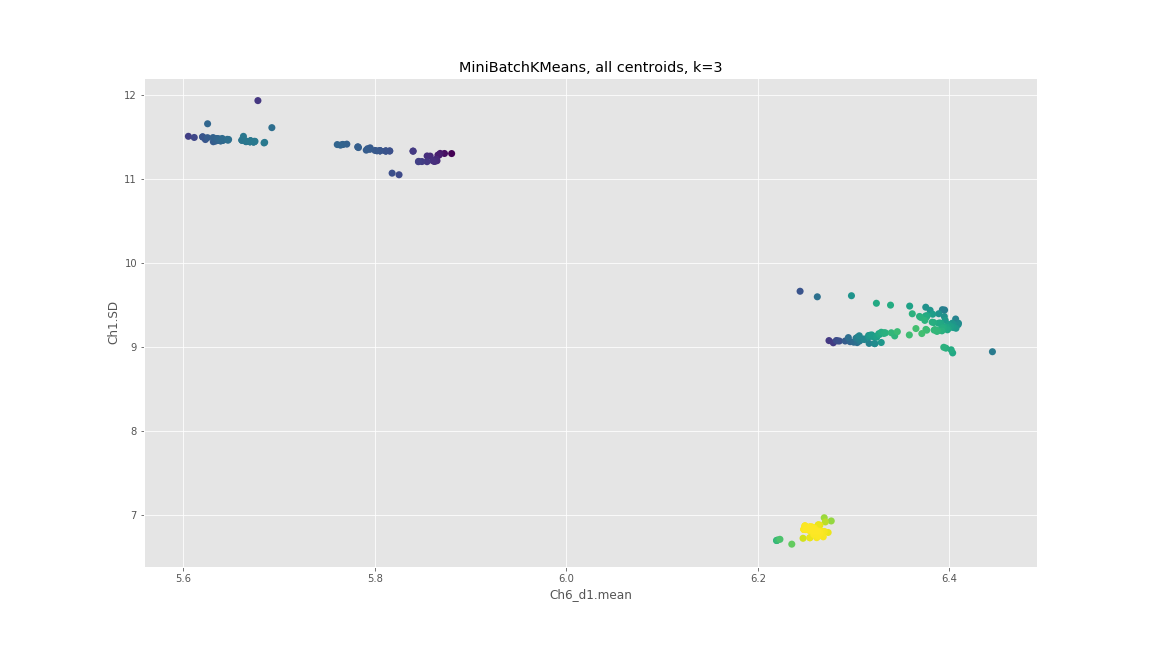 MiniBatchKMeans, all centroids, k=3
12
11
10
9
8
7
Ch1.SD
5.6 5.8 6.0 6.2 6.4
Ch6_d1.mean